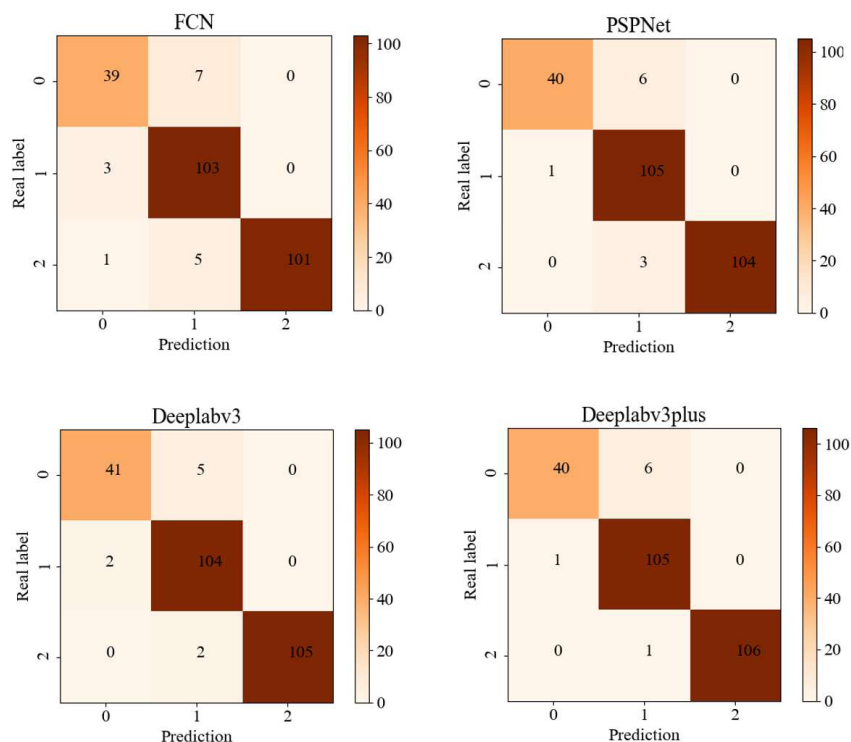 FCN
0 39 7 0
1 3 103 0
2 1 5 101
0 1 2
Real label
Prediction
100
80
60
40
20
0
PSPNet
0 40 6 0
1 1 105 0
2 0 3 104
0 1 2
Real label
Prediction
100
80
60
40
20
0
Deeplabv3
0 41 5 0
1 2 104 0
2 0 2 105
0 1 2
Real label
Prediction
100
80
60
40
20
0
Deeplabv3plus
0 40 6 0
1 1 105 0
2 0 1 106
0 1 2
Real label
Prediction
100
80
60
40
20
0